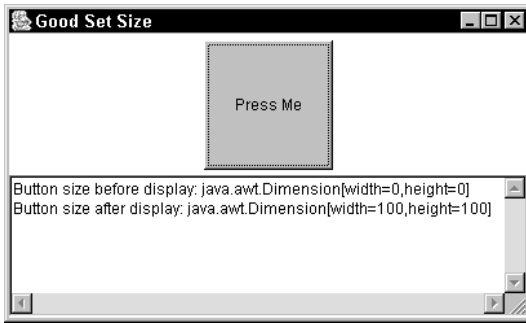 Good Set Size
Press Me
Button size before display: java.awt.Dimension[width=0,height=0]
Button size after display: java.awt.Dimension[width=100,height=100]